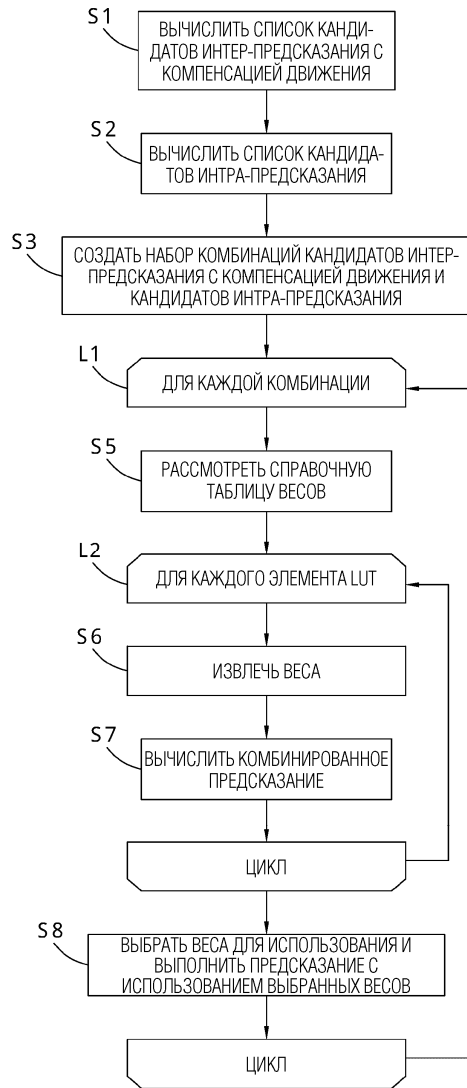 S1
ВЫЧИСЛИТЬ СПИСОК КАНДИ-
ДАТОВ ИНТЕР-ПРЕДСКАЗАНИЯ С
КОМПЕНСАЦИЕЙ ДВИЖЕНИЯ
S2
ВЫЧИСЛИТЬ СПИСОК КАНДИДА-
ТОВ ИНТРА-ПРЕДСКАЗАНИЯ
S3
СОЗДАТЬ НАБОР КОМБИНАЦИЙ КАНДИДАТОВ ИНТЕР-
ПРЕДСКАЗАНИЯ С КОМПЕНСАЦИЕЙ ДВИЖЕНИЯ И
КАНДИДАТОВ ИНТРА-ПРЕДСКАЗАНИЯ
L1
ДЛЯ КАЖДОЙ КОМБИНАЦИИ
S5
РАССМОТРЕТЬ СПРАВОЧНУЮ
ТАБЛИЦУ ВЕСОВ
L2
ДЛЯ КАЖДОГО ЭЛЕМЕНТА LUT
S6
ИЗВЛЕЧЬ ВЕСА
S7
ВЫЧИСЛИТЬ КОМБИНИРОВАННОЕ
ПРЕДСКАЗАНИЕ
ЦИКЛ
S8
ВЫБРАТЬ ВЕСА ДЛЯ ИСПОЛЬЗОВАНИЯ И
ВЫПОЛНИТЬ ПРЕДСКАЗАНИЕ С
ИСПОЛЬЗОВАНИЕМ ВЫБРАННЫХ ВЕСОВ
ЦИКЛ